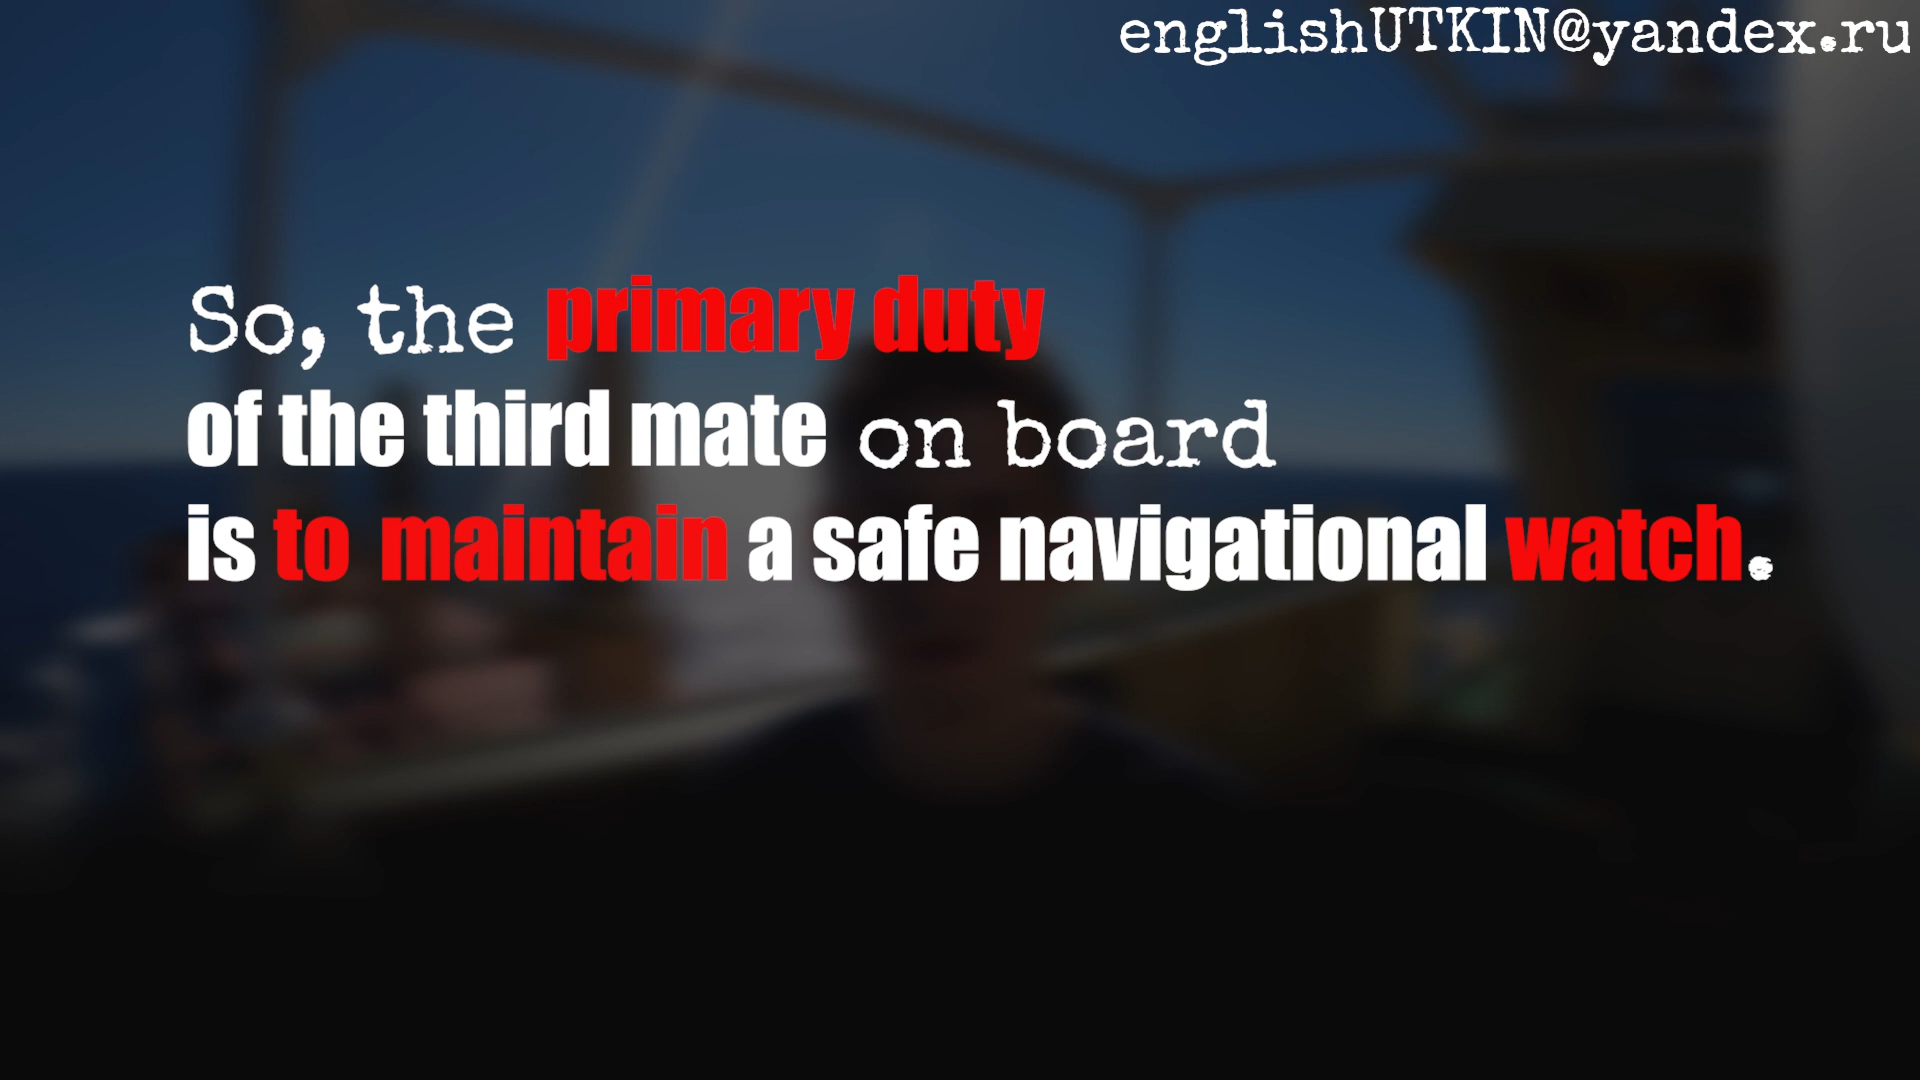 englishUTKIN@yandex.ru
So, the primary duty
of the third mate on board
is to maintain a safe navigational watch.